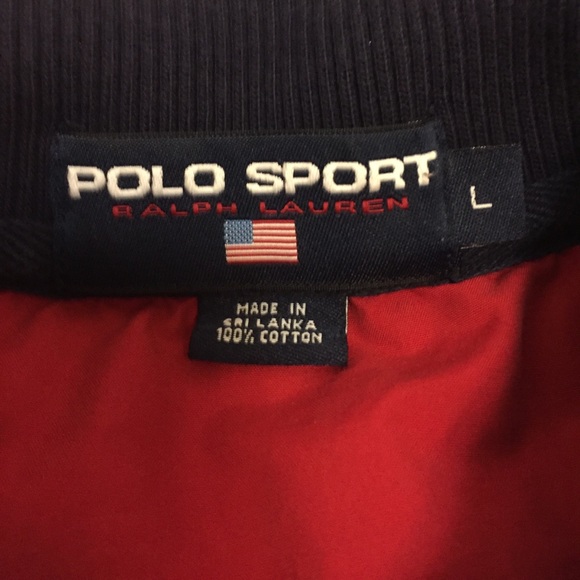 POLO SPORT
RALPH LAUREN
L
MADE IN
SRI LANKA
100% COTTON